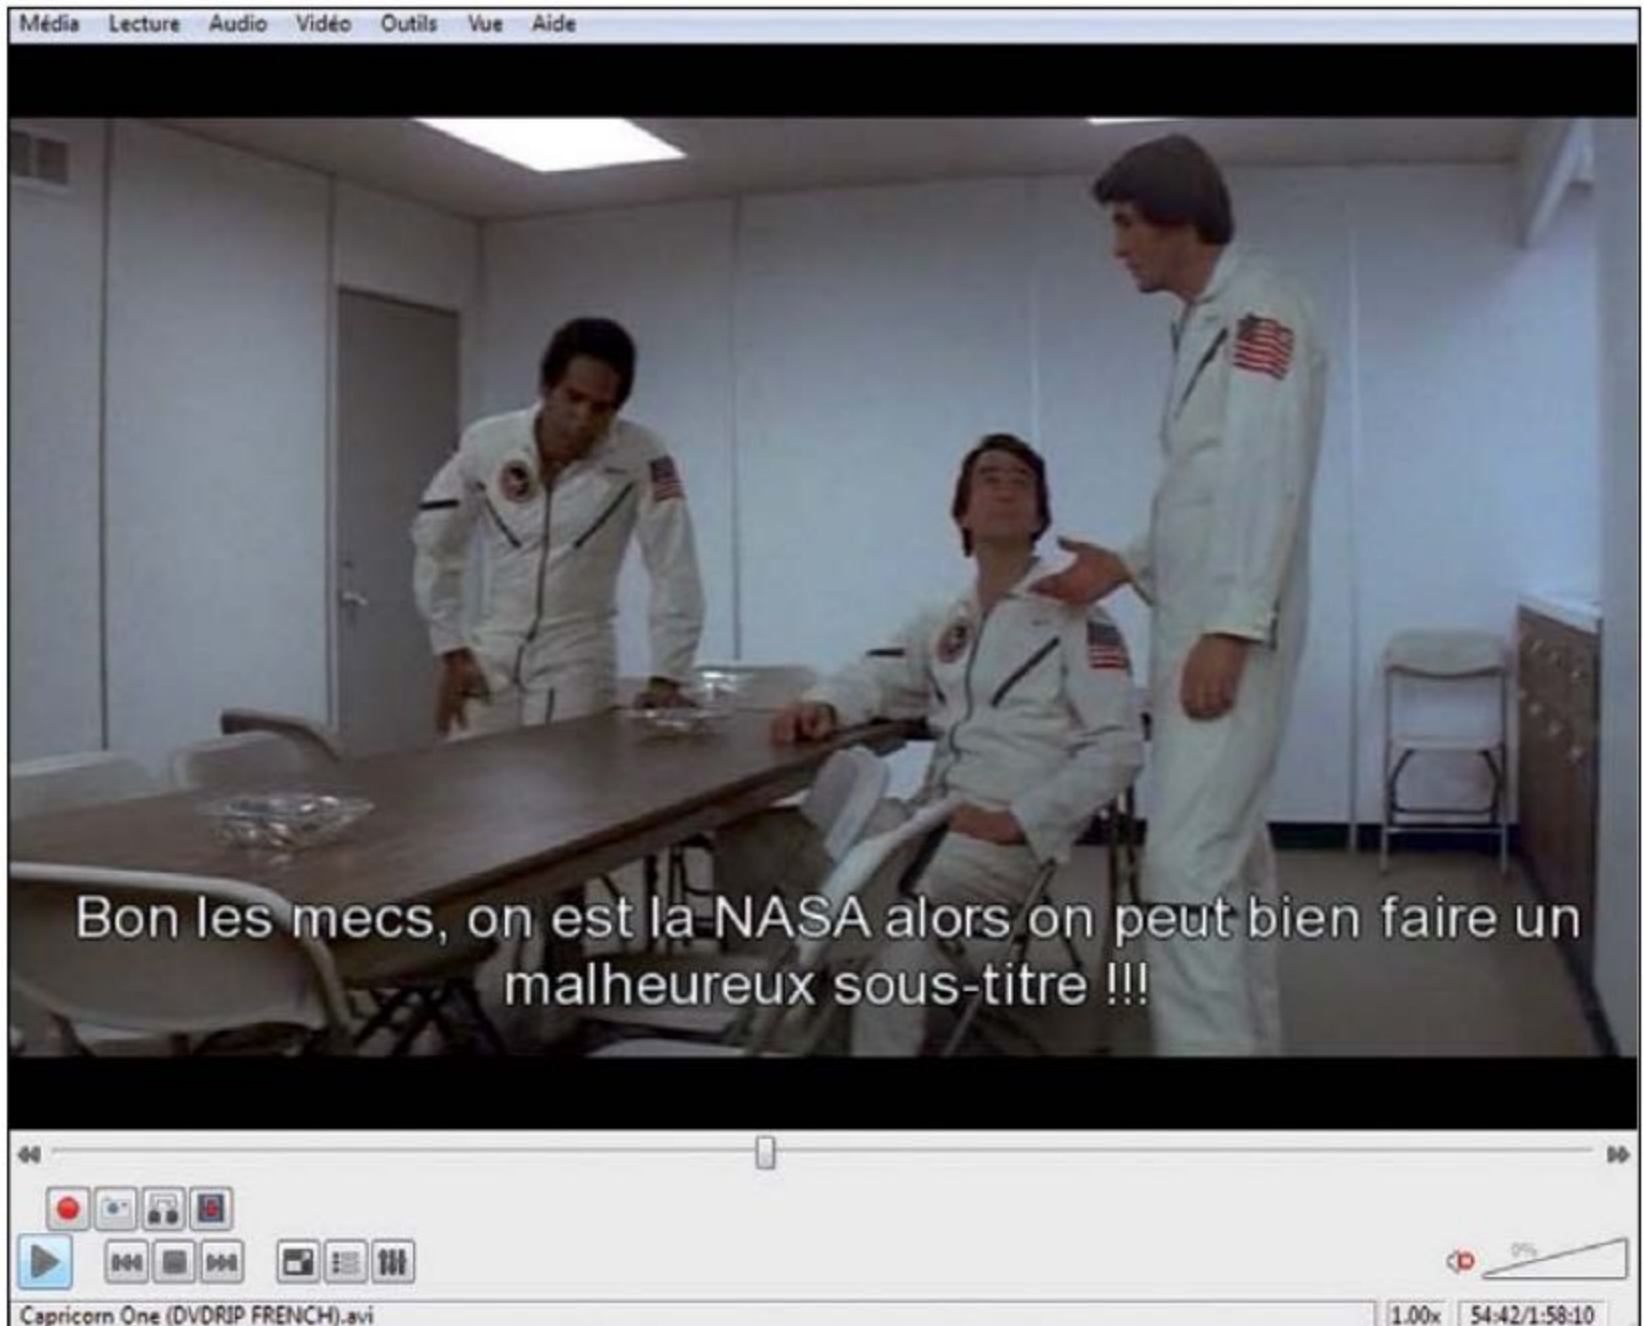 Média Lecture Audio Vidéo Outils Vue Aide
Bon les mecs, on est la NASA alors on peut bien faire un
malheureux sous-titre !!!
0%
Capricorn One (DVDRIP FRENCH).avi 1.00x 54:42/1:58:10